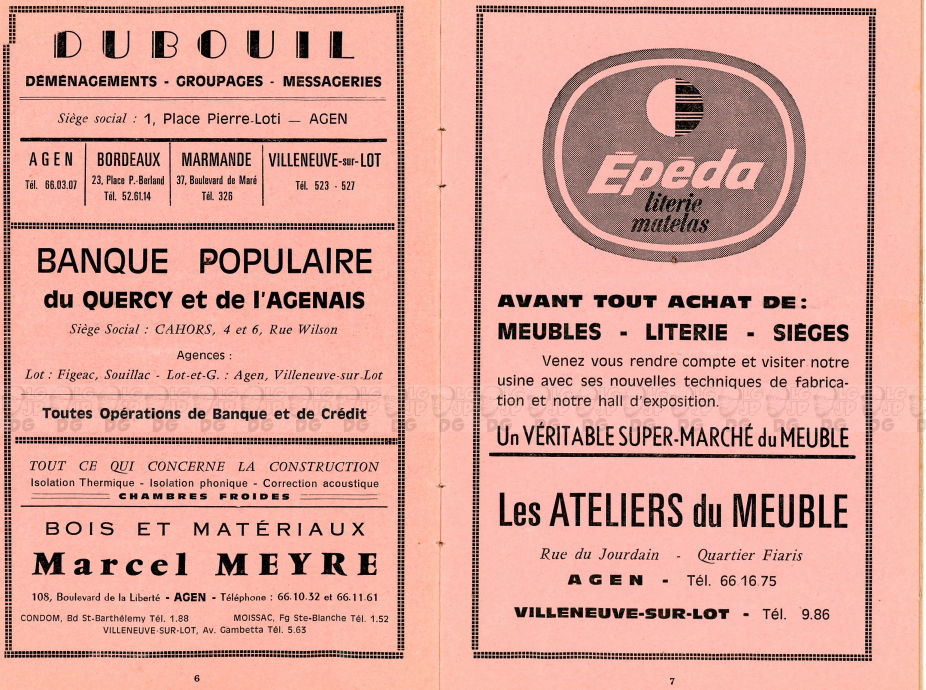 DUBOUIL
DÉMÉNAGEMENTS - GROUPAGES - MESSAGERIES
Siège social : 1, Place Pierre-Loti — AGEN
AGEN
Tél. 66.03.07
BORDEAUX
23, Place P.-Berland
Tél. 52.61.14
MARMANDE
37, Boulevard de Maré
Tél. 326
VILLENEUVE-sur-LOT
Tél. 523 - 527
BANQUE POPULAIRE
du QUERCY et de l'AGENAIS
Siège Social : CAHORS, 4 et 6, Rue Wilson
Agences :
Lot : Figeac, Souillac - Lot-et-G. : Agen, Villeneuve-sur-Lot
Toutes Opérations de Banque et de Crédit
TOUT CE QUI CONCERNE LA CONSTRUCTION
Isolation Thermique - Isolation phonique - Correction acoustique
CHAMBRES FROIDES
BOIS ET MATÉRIAUX
Marcel MEYRE
108, Boulevard de la Liberté - AGEN - Téléphone : 66.10.32 et 66.11.61
CONDOM, Bd St-Barthélemy Tél. 1.88 MOISSAC, Fg Ste-Blanche Tél. 1.52
VILLENEUVE-SUR-LOT, Av. Gambetta Tél. 5.63
6
Épéda
literie
matelas
AVANT TOUT ACHAT DE :
MEUBLES - LITERIE - SIÈGES
Venez vous rendre compte et visiter notre
usine avec ses nouvelles techniques de fabrica-
tion et notre hall d'exposition.
Un VÉRITABLE SUPER-MARCHÉ du MEUBLE
Les ATELIERS du MEUBLE
Rue du Jourdain - Quartier Fiaris
AGEN - Tél. 66 16.75
VILLENEUVE-SUR-LOT - Tél. 9.86
7